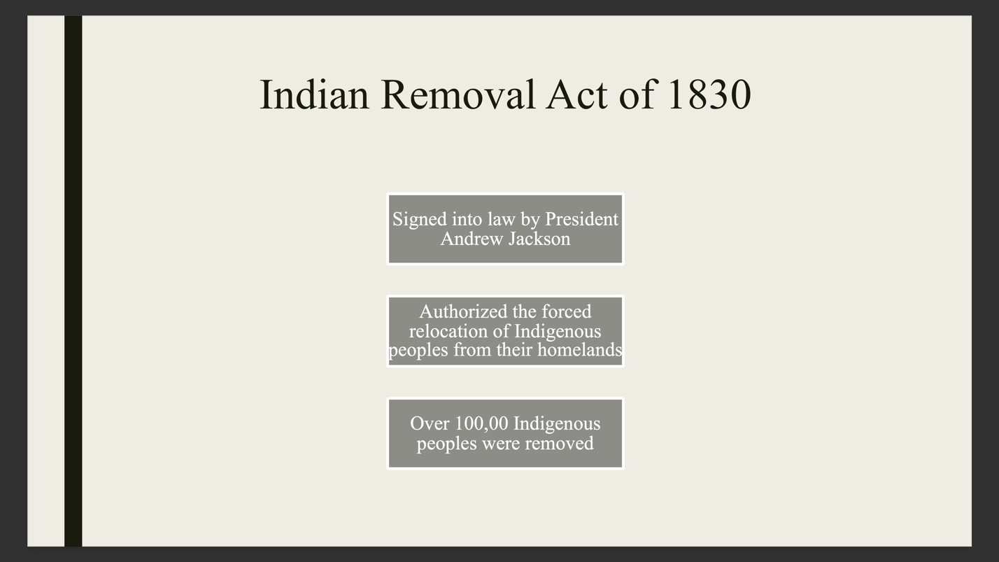 Indian Removal Act of 1830
Signed into law by President
Andrew Jackson
Authorized the forced
relocation of Indigenous
peoples from their homelands
Over 100,00 Indigenous
peoples were removed